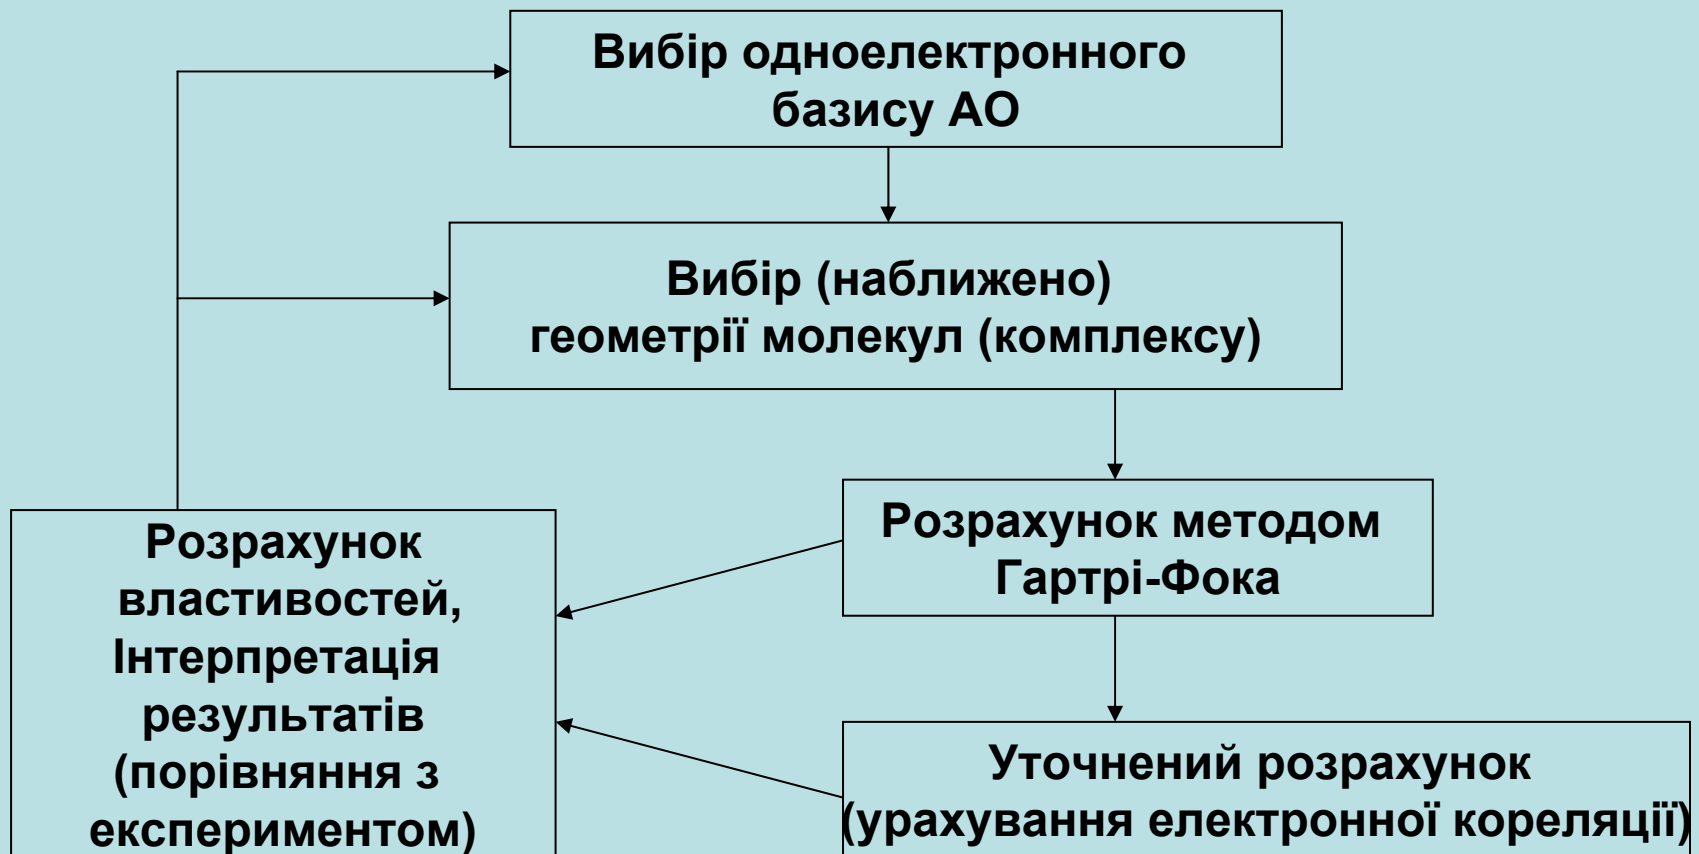 Вибір одноелектронного
базису АО
Вибір (наближено)
геометрії молекул (комплексу)
Розрахунок методом
Гартрі-Фока
Розрахунок
властивостей,
Інтерпретація
результатів
(порівняння з
експериментом)
Уточнений розрахунок
(урахування електронної кореляції)